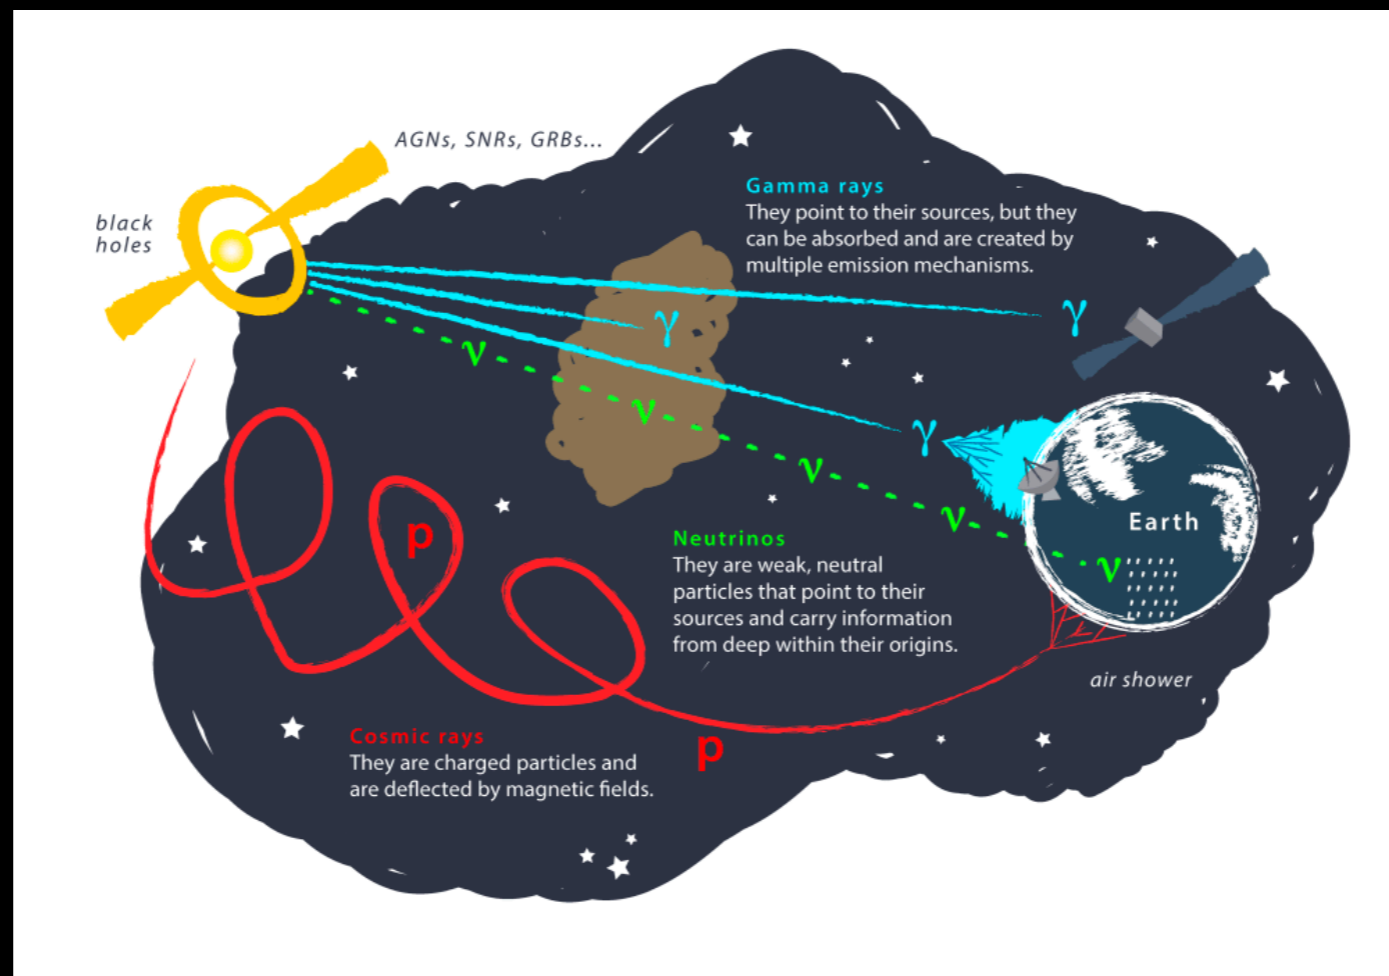 AGNs, SNRs, GRBs...
black
holes
Gamma rays
They point to their sources, but they
can be absorbed and are created by
multiple emission mechanisms.
γ
γ
ν
ν
γ
ν
ν
p
Earth
ν
Neutrinos
They are weak, neutral
particles that point to their
sources and carry information
from deep within their origins.
air shower
Cosmic rays
They are charged particles and
are deflected by magnetic fields.
p